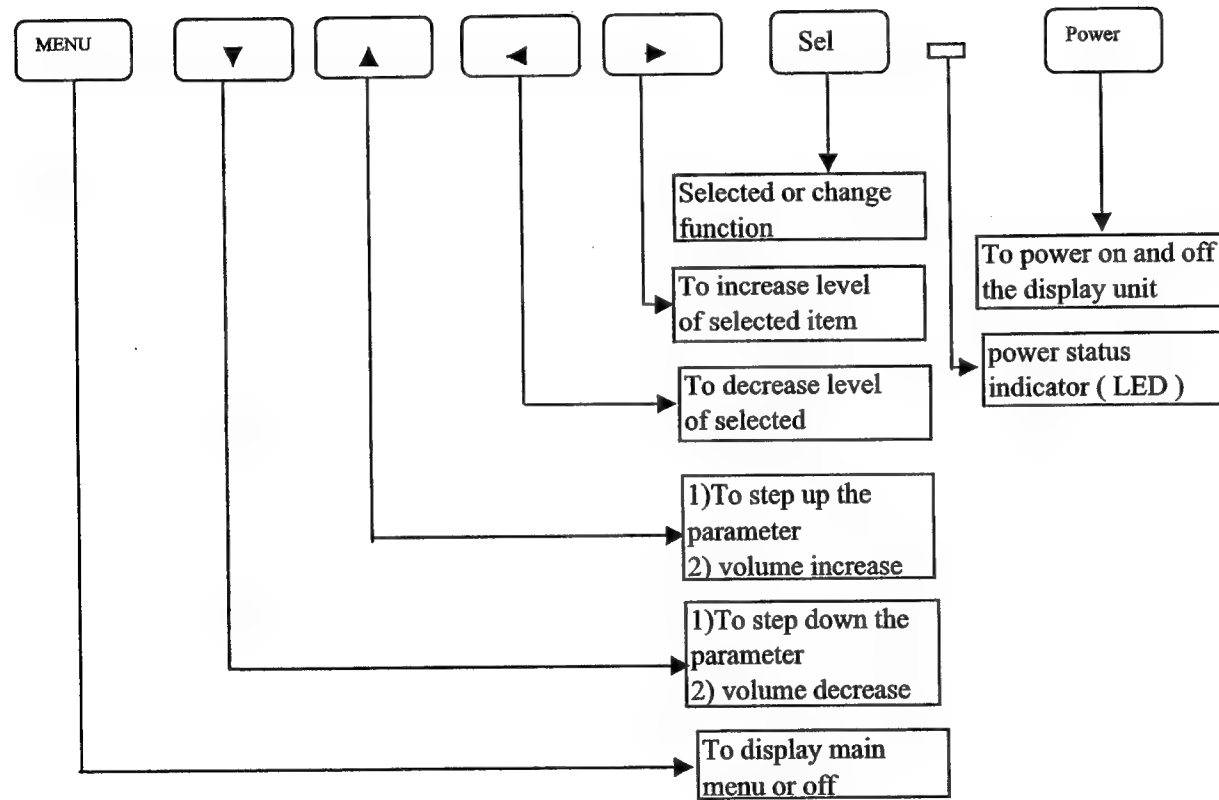 MENU
▼
▲
◄
►
Sel
Power
Selected or change
function
To power on and off
the display unit
To increase level
of selected item
power status
indicator ( LED )
To decrease level
of selected
1)To step up the
parameter
2) volume increase
1)To step down the
parameter
2) volume decrease
To display main
menu or off